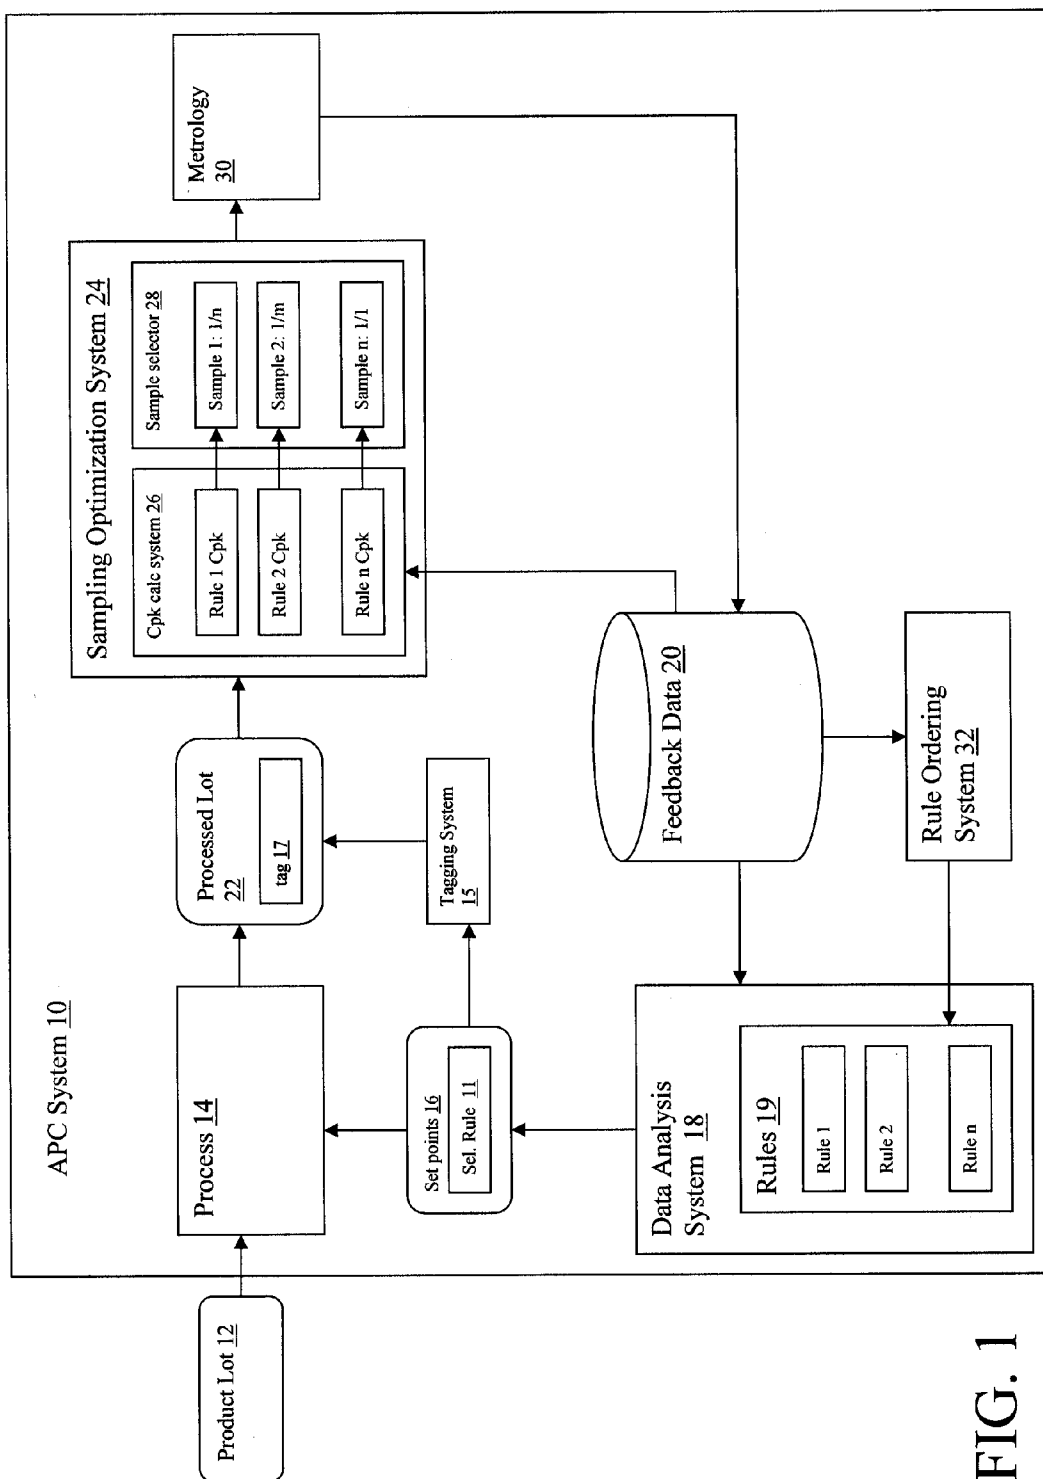 APC System 10
Product Lot 12
Process 14
Processed Lot
22
tag 17
Sampling Optimization System 24
Cpk calc system 26
Rule 1 Cpk
Rule 2 Cpk
Rule n Cpk
Sample selector 28
Sample 1: 1/n
Sample 2: 1/m
Sample n: 1/1
Metrology
30
Set points 16
Sel. Rule 11
Tagging System
15
Data Analysis
System 18
Rules 19
Rule 1
Rule 2
Rule n
Feedback Data 20
Rule Ordering
System 32
FIG. 1